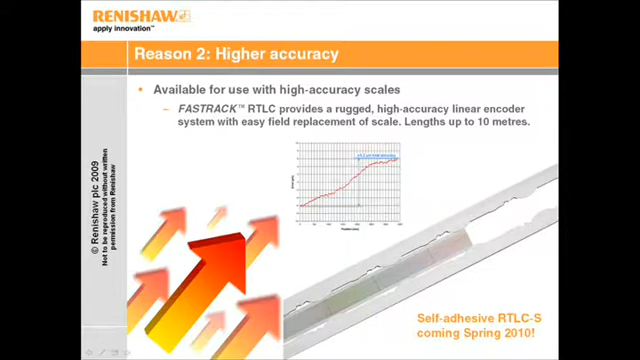 RENISHAW
apply innovation™
Reason 2: Higher accuracy
• Available for use with high-accuracy scales
– FASTRACK™ RTLC provides a rugged, high-accuracy linear encoder
system with easy field replacement of scale. Lengths up to 10 metres.
© Renishaw plc 2009
Not to be reproduced without written
permission from Renishaw
Self-adhesive RTLC-S
coming Spring 2010!